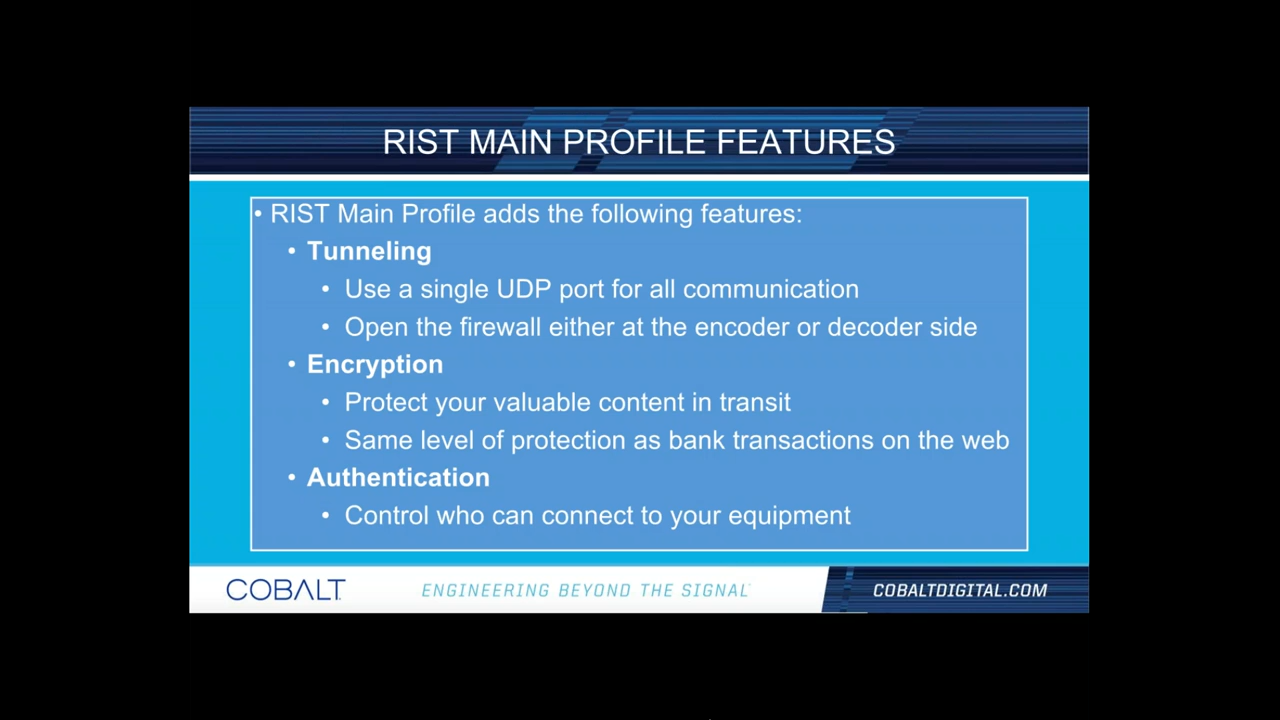 RIST MAIN PROFILE FEATURES
• RIST Main Profile adds the following features:
• Tunneling
• Use a single UDP port for all communication
• Open the firewall either at the encoder or decoder side
• Encryption
• Protect your valuable content in transit
• Same level of protection as bank transactions on the web
• Authentication
• Control who can connect to your equipment
COBALT
ENGINEERING BEYOND THE SIGNAL
COBALTDIGITAL.COM